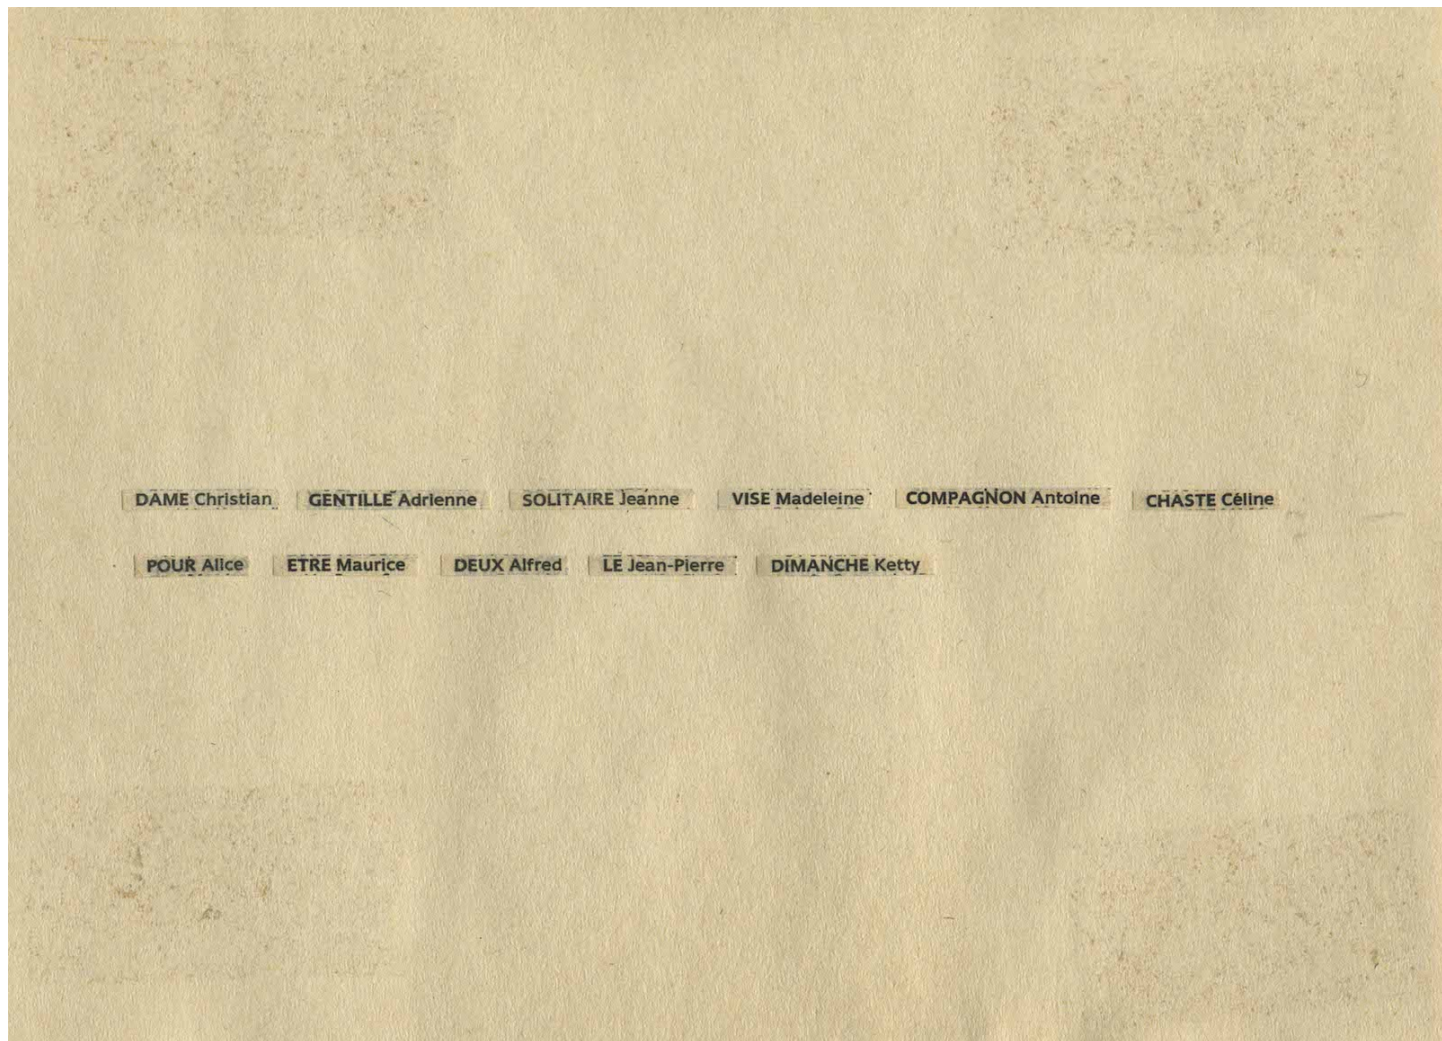 DAME Christian GENTILLE Adrienne SOLITAIRE Jeanne VISE Madeleine COMPAGNON Antoine CHASTE Céline
POUR Alice ETRE Maurice DEUX Alfred LE Jean-Pierre DIMANCHE Ketty